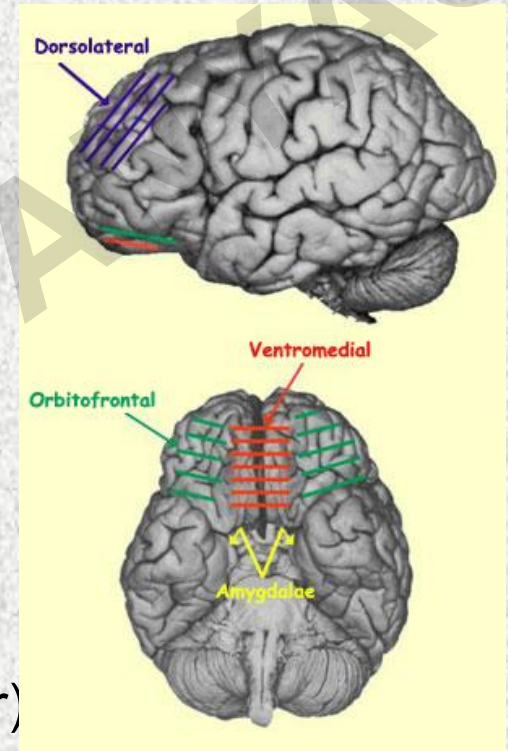 Dorsolateral
Ventromedial
Orbitofrontal
Amygdalae
r)